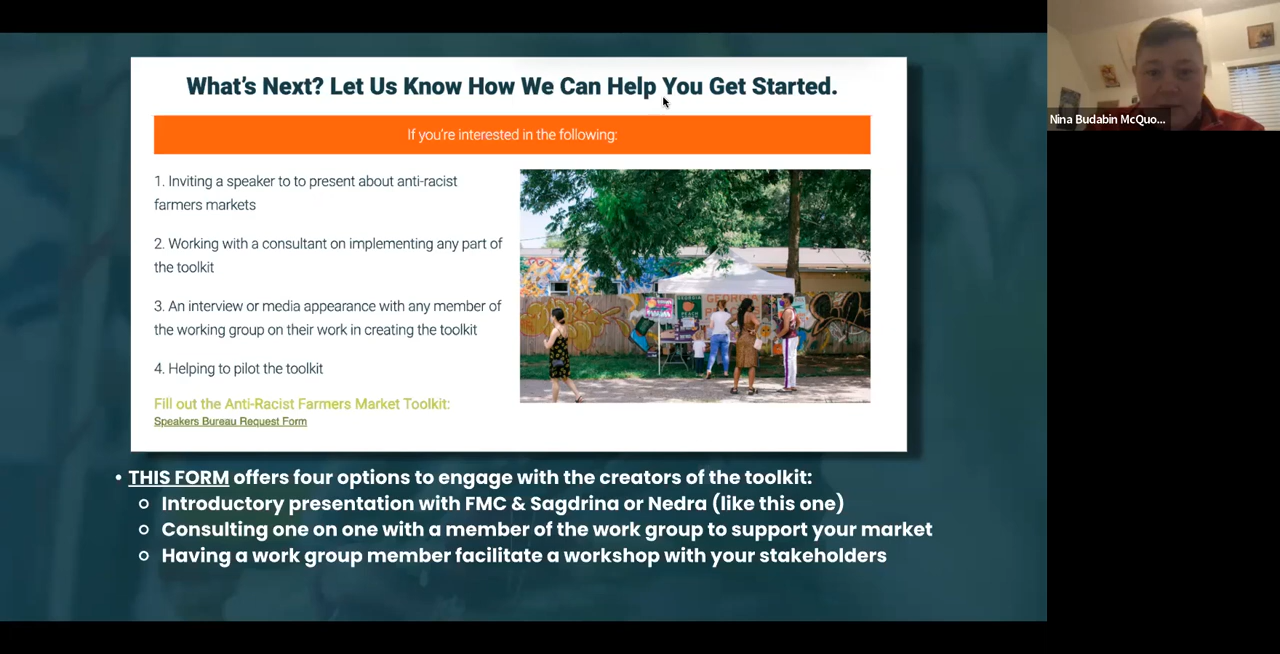 What's Next? Let Us Know How We Can Help You Get Started.
If you're interested in the following:
1. Inviting a speaker to to present about anti-racist
farmers markets
2. Working with a consultant on implementing any part of
the toolkit
3. An interview or media appearance with any member of
the working group on their work in creating the toolkit
4. Helping to pilot the toolkit
Fill out the Anti-Racist Farmers Market Toolkit:
Speakers Bureau Request Form
GEORGIA
PEACH
• THIS FORM offers four options to engage with the creators of the toolkit:
Introductory presentation with FMC & Sagdrina or Nedra (like this one)
Consulting one on one with a member of the work group to support your market
Having a work group member facilitate a workshop with your stakeholders
Nina Budabin McQuo...